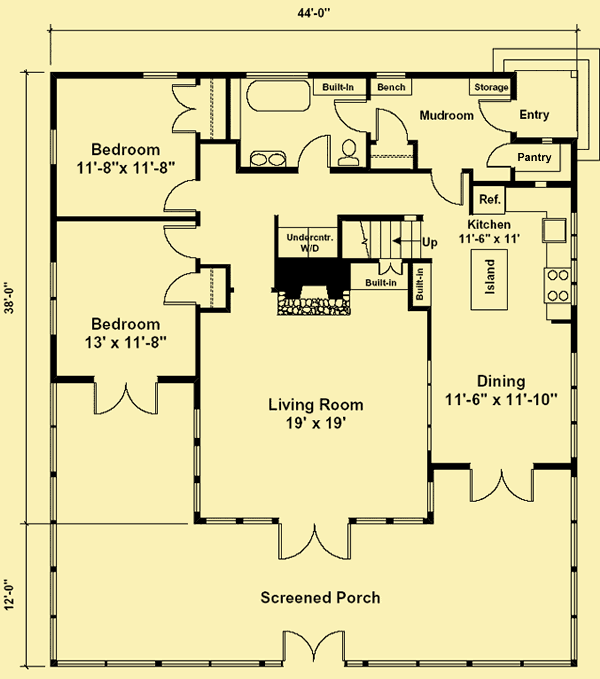 44'-0"
Built-In
Bench
Storage
Mudroom
Entry
Bedroom
11'-8"x 11'-8"
Pantry
Ref.
Kitchen
11'-6" x 11'
Undercntr.
W/D
Up
Built-in
Built-in
Island
38'-0"
Bedroom
13' x 11'-8"
Dining
11'-6" x 11'-10"
Living Room
19' x 19'
12'-0"
Screened Porch